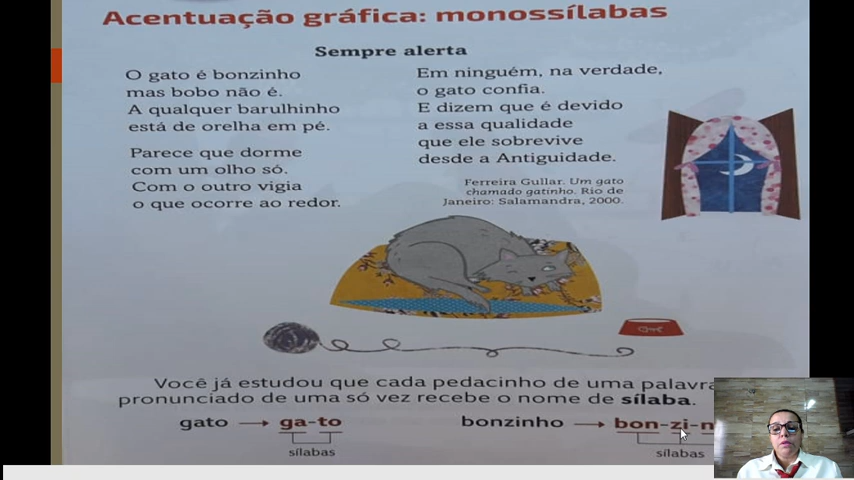 Acentuação gráfica: monossílabas
Sempre alerta
O gato é bonzinho
mas bobo não é.
A qualquer barulhinho
está de orelha em pé.
Parece que dorme
com um olho só.
Com o outro vigia
o que ocorre ao redor.
Em ninguém, na verdade,
o gato confia.
E dizem que é devido
a essa qualidade
que ele sobrevive
desde a Antiguidade.
Ferreira Gullar. Um gato
chamado gatinho. Rio de
Janeiro: Salamandra, 2000.
Você já estudou que cada pedacinho de uma palavra
pronunciado de uma só vez recebe o nome de sílaba.
gato → ga-to
sílabas
bonzinho → bon-zi-n
sílabas